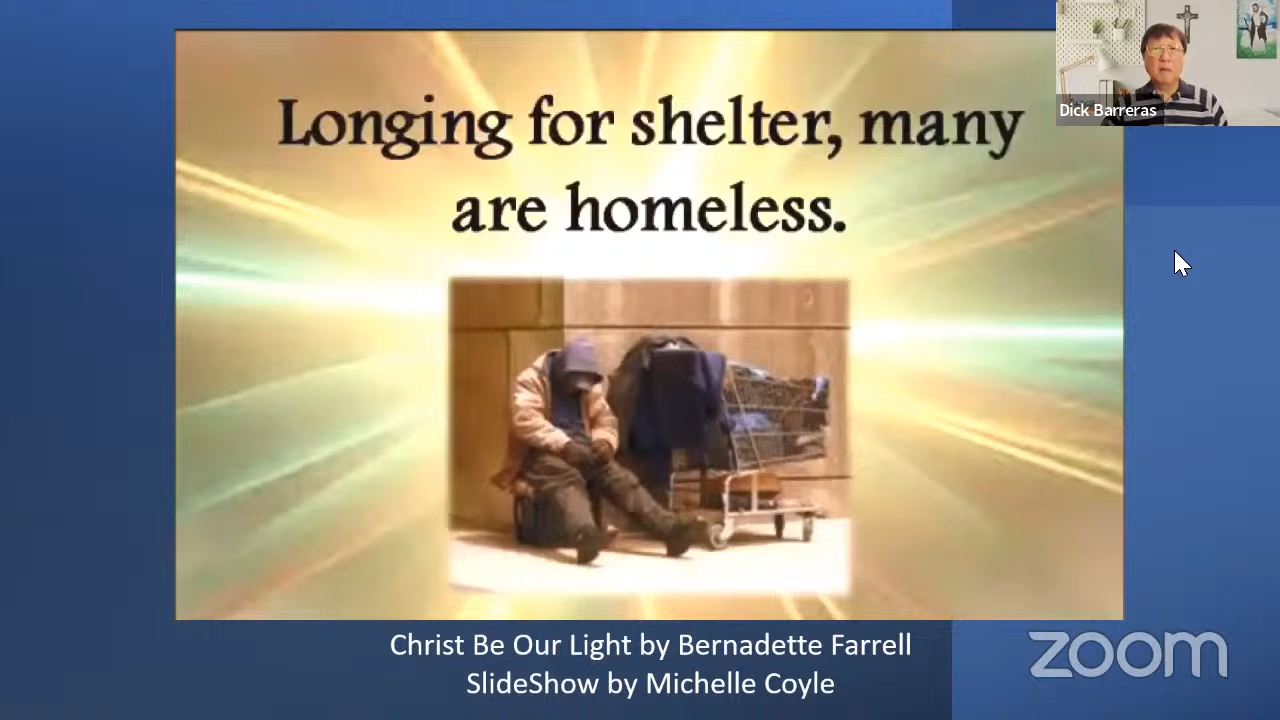 Longing for shelter, many
are homeless.
Dick Barreras
Christ Be Our Light by Bernadette Farrell
SlideShow by Michelle Coyle
zoom